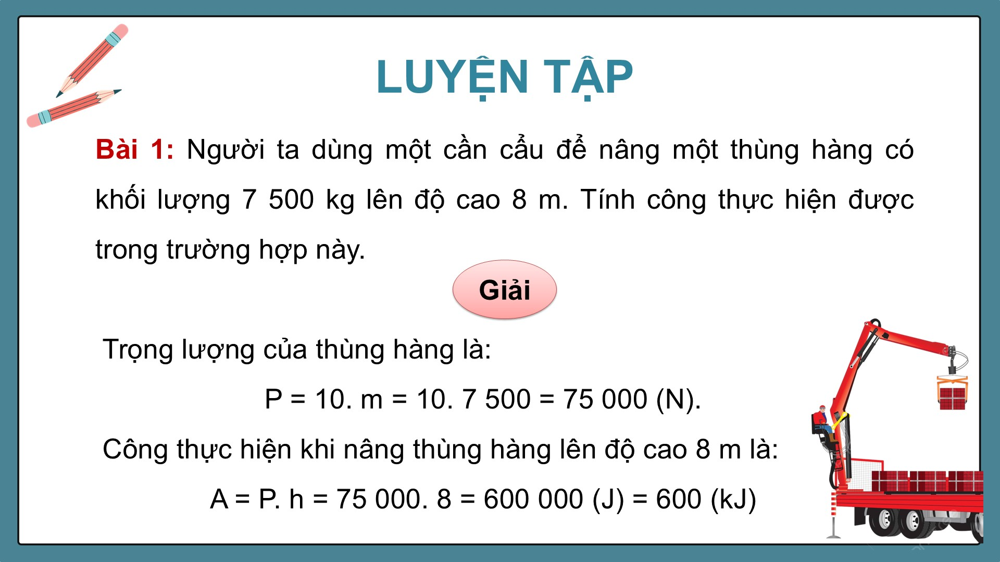 LUYỆN TẬP
Bài 1: Người ta dùng một cần cẩu để nâng một thùng hàng có
khối lượng 7 500 kg lên độ cao 8 m. Tính công thực hiện được
trong trường hợp này.
Giải
Trọng lượng của thùng hàng là:
P = 10. m = 10. 7 500 = 75 000 (N).
Công thực hiện khi nâng thùng hàng lên độ cao 8 m là:
A = P. h = 75 000. 8 = 600 000 (J) = 600 (kJ)